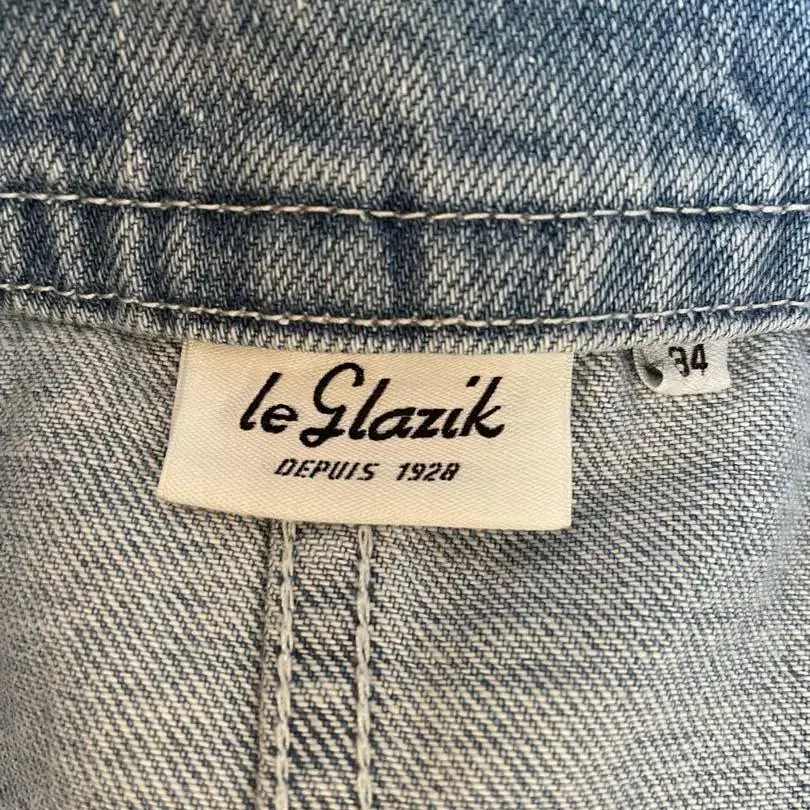 le Glazik
DEPUIS 1928
34